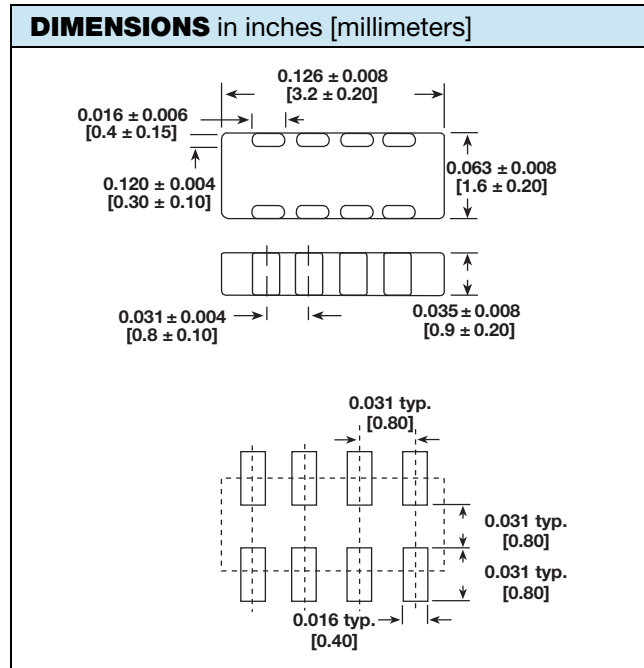 DIMENSIONS in inches [millimeters]
0.126 ± 0.008
[3.2 ± 0.20]
0.016 ± 0.006
[0.4 ± 0.15]
0.120 ± 0.004
[0.30 ± 0.10]
0.063 ± 0.008
[1.6 ± 0.20]
0.031 ± 0.004
[0.8 ± 0.10]
0.035 ± 0.008
[0.9 ± 0.20]
0.031 typ.
[0.80]
0.031 typ.
[0.80]
0.031 typ.
[0.80]
0.016 typ.
[0.40]